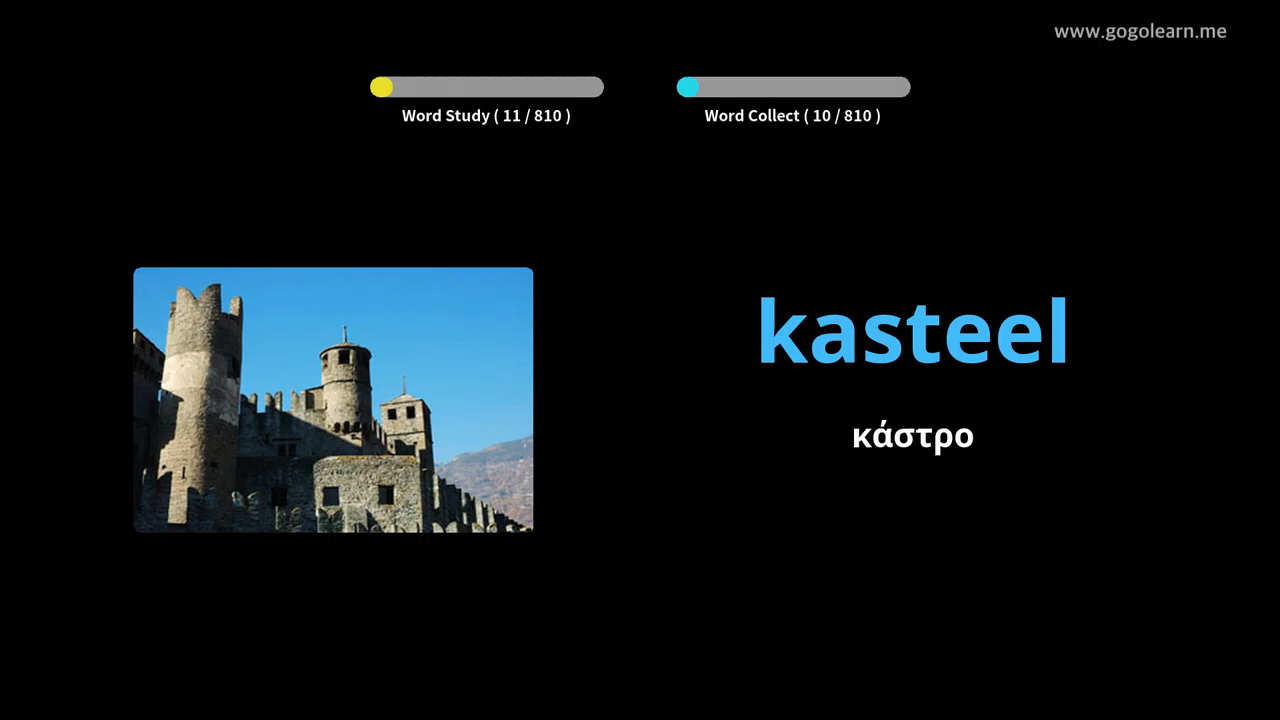 www.gogolearn.me
Word Study ( 11 / 810 )
Word Collect ( 10 / 810 )
kasteel
κάστρο